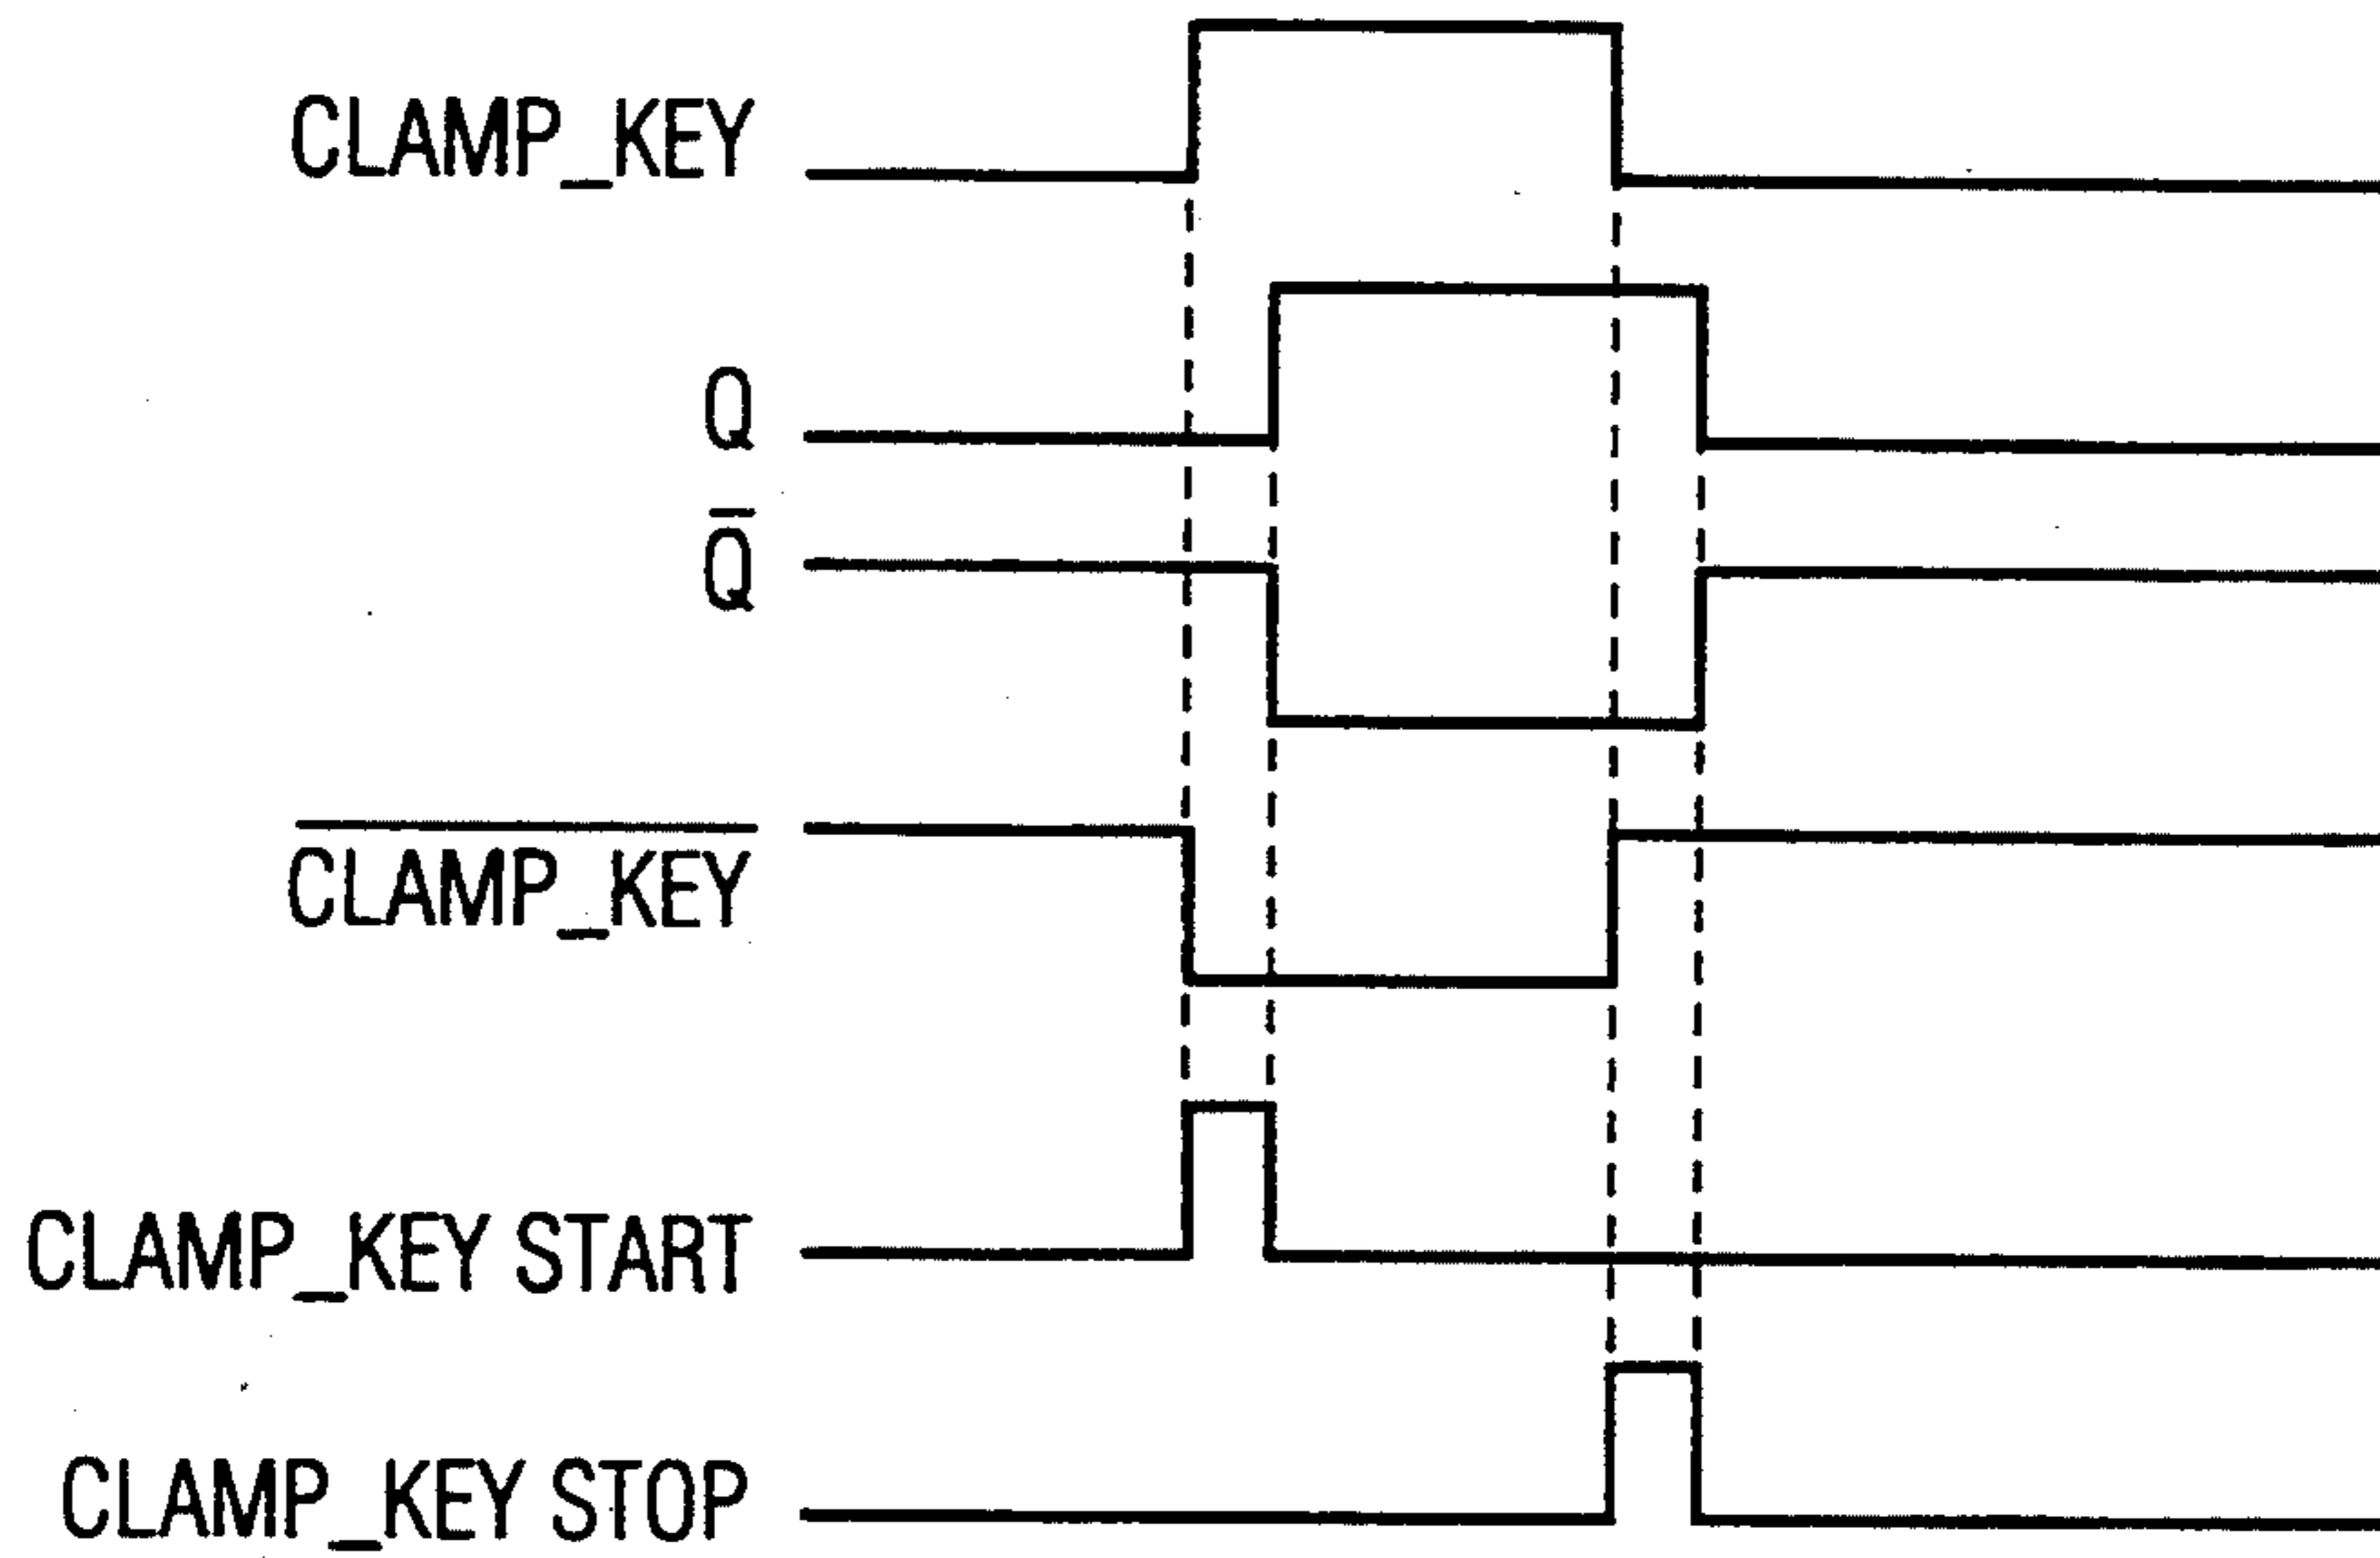 CLAMP_KEY
Q
Q̅
C̅L̅A̅M̅P̅_̅K̅E̅Y̅
CLAMP_KEY START
CLAMP_KEY STOP